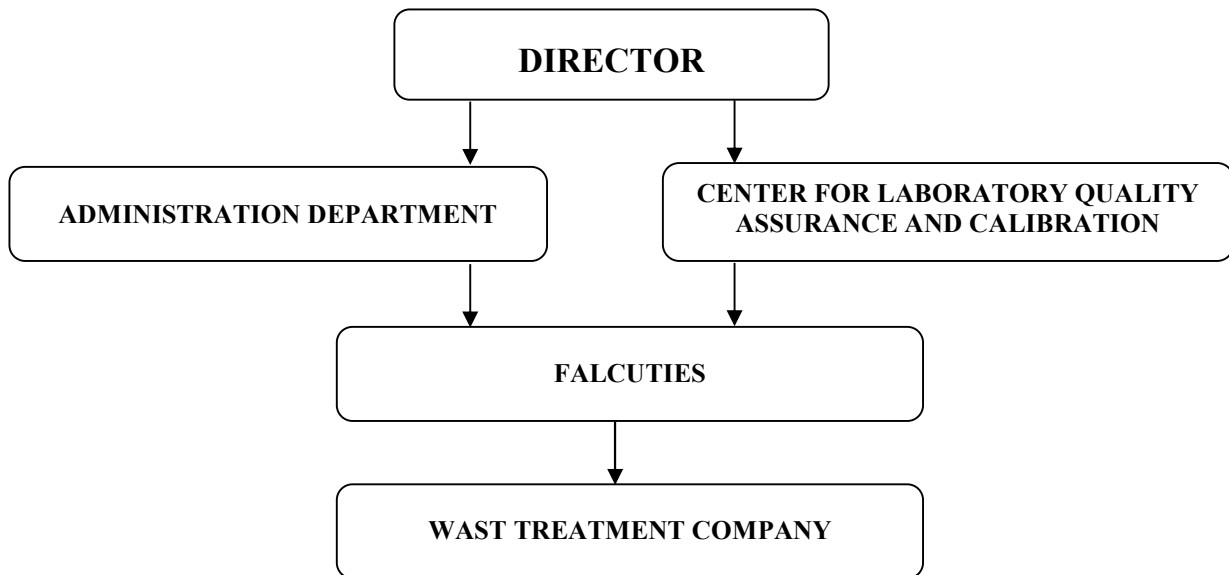 DIRECTOR
ADMINISTRATION DEPARTMENT
CENTER FOR LABORATORY QUALITY
ASSURANCE AND CALIBRATION
FALCUTIES
WAST TREATMENT COMPANY